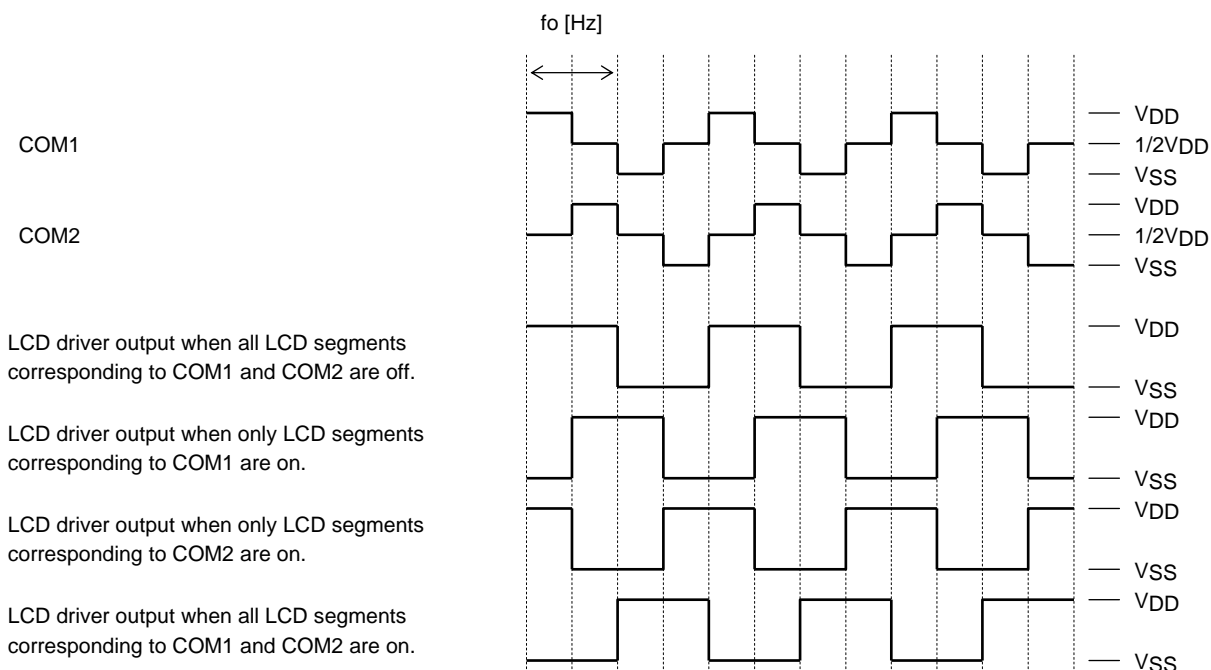 fo [Hz]
COM1
VDD
1/2VDD
VSS
COM2
VDD
1/2VDD
VSS
LCD driver output when all LCD segments
corresponding to COM1 and COM2 are off.
VDD
VSS
LCD driver output when only LCD segments
corresponding to COM1 are on.
VDD
VSS
LCD driver output when only LCD segments
corresponding to COM2 are on.
VDD
VSS
LCD driver output when all LCD segments
corresponding to COM1 and COM2 are on.
VDD
VSS